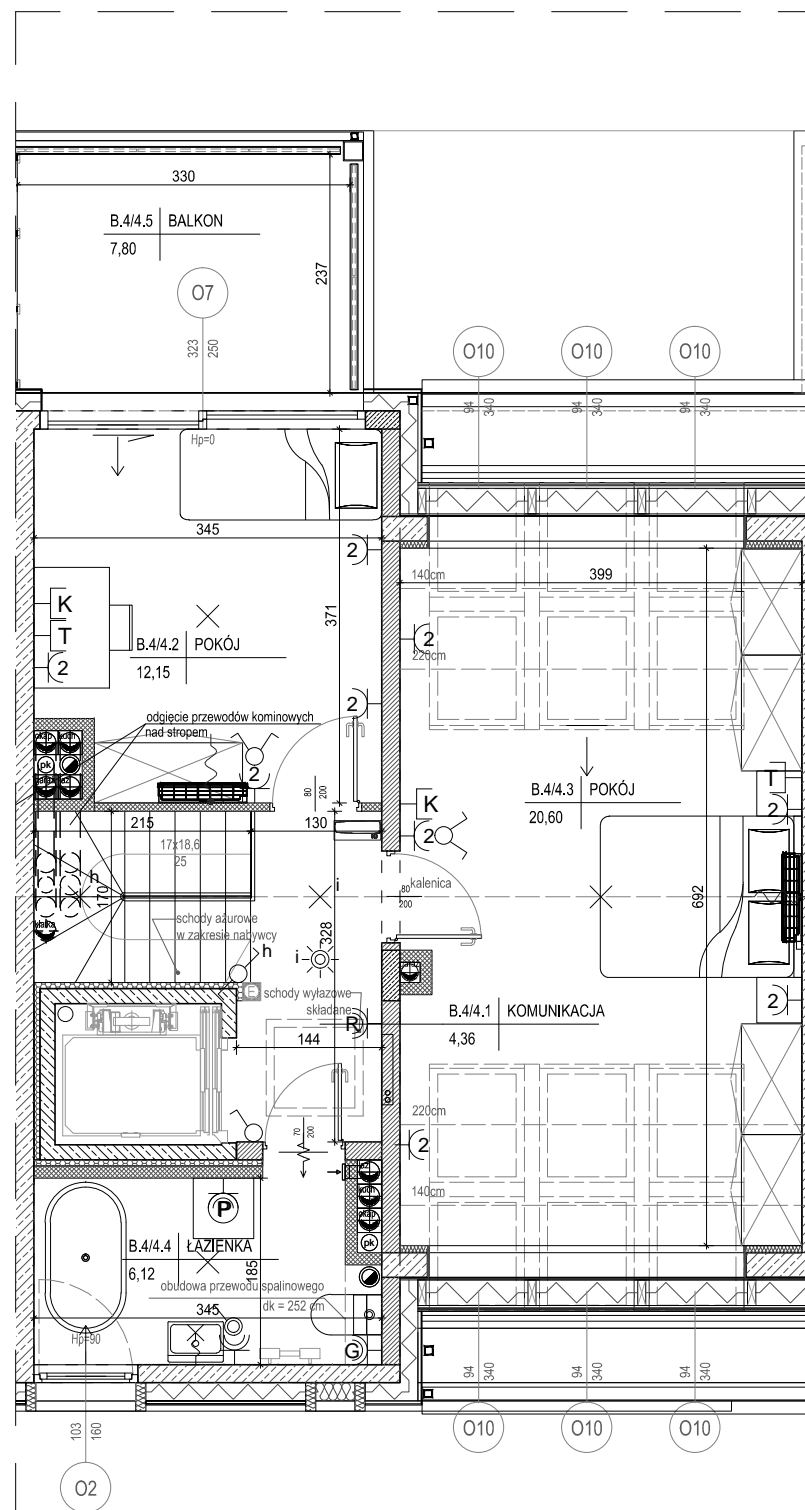 330
B.4/4.5 BALKON
7,80
237
O7
323
250
O10 O10 O10
94
340
94
340
94
340
Hp=0
345
2
140cm
399
K
T
371
2
220cm
2
B.4/4.2 POKÓJ
12,15
2
odgięcie przewodów kominowych
nad stropem
2
B.4/4.3 POKÓJ
20,60
T
pk
80
200
K
2
2
215
130
17x18,6
25
h
i
kalenica
80
200
170
692
schody ażurowe
w zakresie nabywcy
328
h
i
E schody wyłazowe
składane
2
B.4/4.1 KOMUNIKACJA
4,36
R
144
220cm
70
200
2
P
140cm
B.4/4.4 ŁAZIENKA
6,12
pk
185
obudowa przewodu spalinowego
dk = 252 cm
345
Hp=90
G
94
340
94
340
94
340
103
160
O10 O10 O10
O2